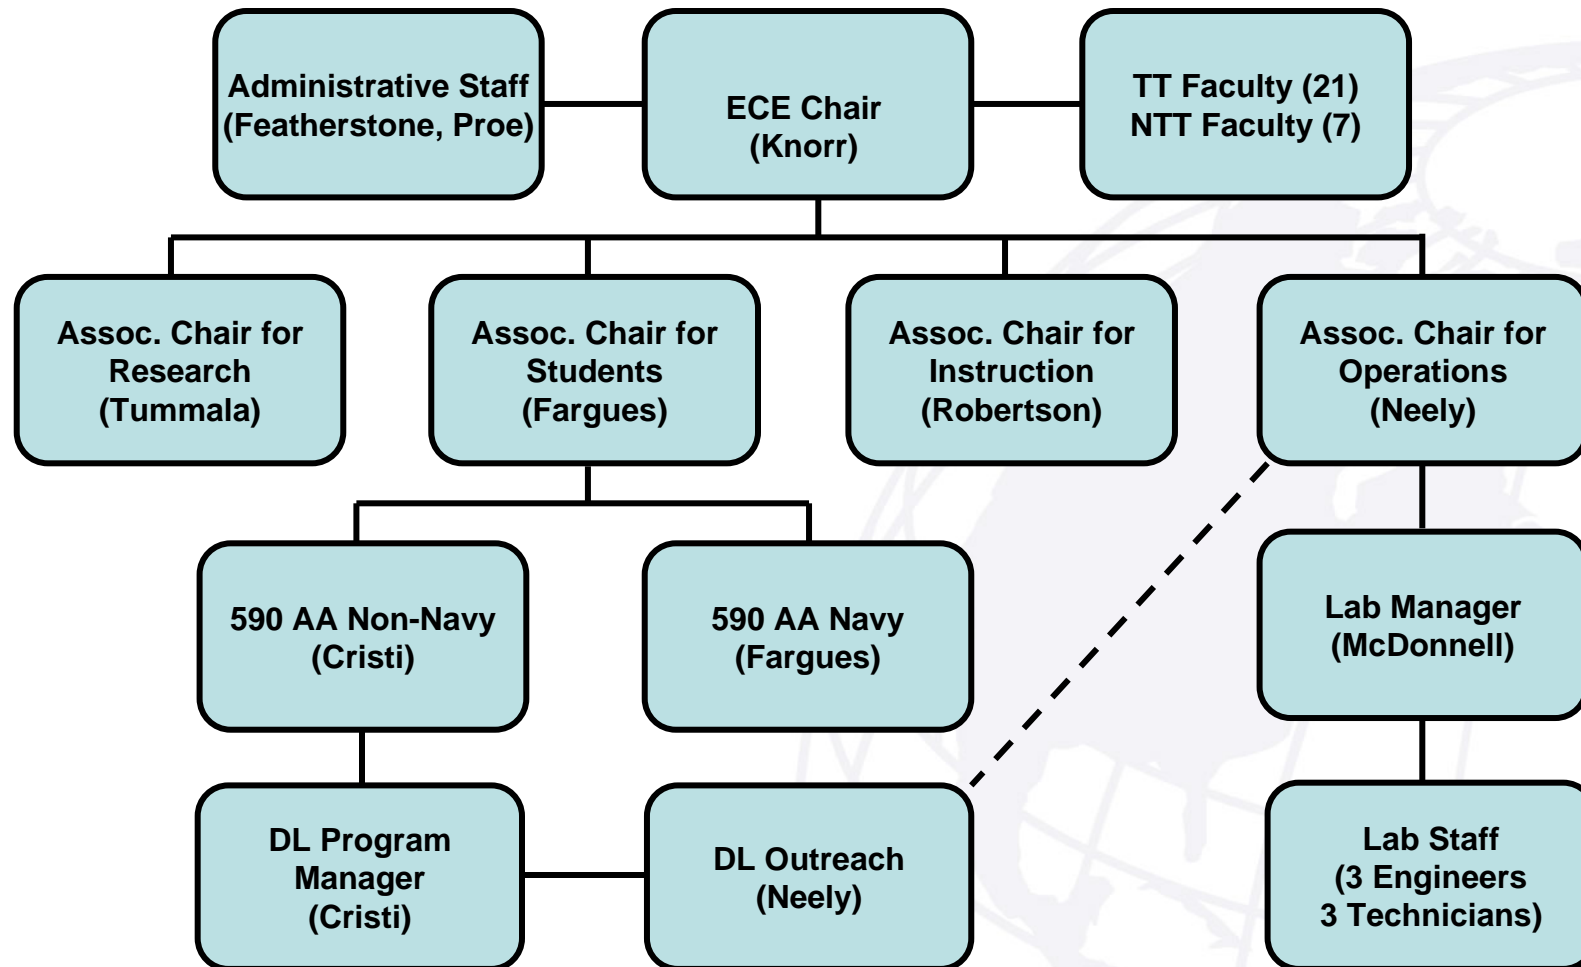 Administrative Staff
(Featherstone, Proe)
ECE Chair
(Knorr)
TT Faculty (21)
NTT Faculty (7)
Assoc. Chair for
Research
(Tummala)
Assoc. Chair for
Students
(Fargues)
Assoc. Chair for
Instruction
(Robertson)
Assoc. Chair for
Operations
(Neely)
590 AA Non-Navy
(Cristi)
590 AA Navy
(Fargues)
Lab Manager
(McDonnell)
DL Program
Manager
(Cristi)
DL Outreach
(Neely)
Lab Staff
(3 Engineers
3 Technicians)